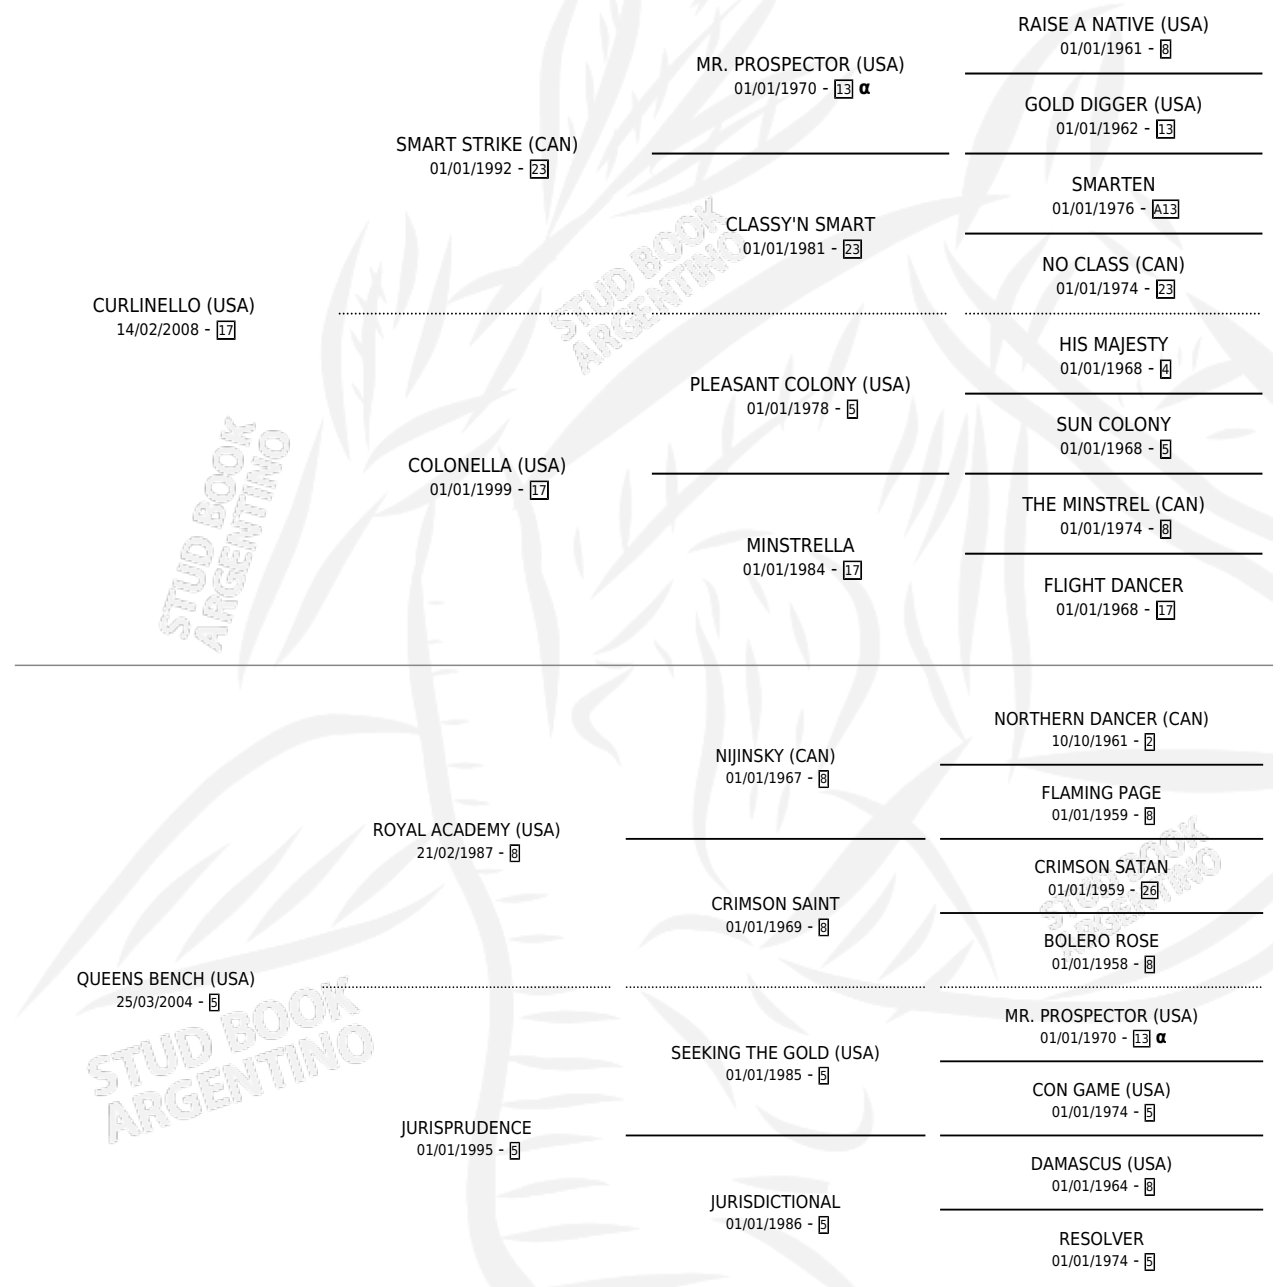 RAISE A NATIVE (USA)
01/01/1961 - 8
MR. PROSPECTOR (USA)
01/01/1970 - 13 α
GOLD DIGGER (USA)
01/01/1962 - 13
SMART STRIKE (CAN)
01/01/1992 - 23
SMARTEN
01/01/1976 - A13
CLASSY'N SMART
01/01/1981 - 23
NO CLASS (CAN)
01/01/1974 - 23
CURLINELLO (USA)
14/02/2008 - 17
HIS MAJESTY
01/01/1968 - 4
PLEASANT COLONY (USA)
01/01/1978 - 5
SUN COLONY
01/01/1968 - 5
COLONELLA (USA)
01/01/1999 - 17
THE MINSTREL (CAN)
01/01/1974 - 8
MINSTRELLA
01/01/1984 - 17
FLIGHT DANCER
01/01/1968 - 17
STUD BOOK
ARGENTINO
STUD BOOK
ARGENTINO
NORTHERN DANCER (CAN)
10/10/1961 - 2
NIJINSKY (CAN)
01/01/1967 - 8
FLAMING PAGE
01/01/1959 - 8
ROYAL ACADEMY (USA)
21/02/1987 - 8
CRIMSON SATAN
01/01/1959 - 26
CRIMSON SAINT
01/01/1969 - 8
BOLERO ROSE
01/01/1958 - 8
QUEENS BENCH (USA)
25/03/2004 - 5
MR. PROSPECTOR (USA)
01/01/1970 - 13 α
SEEKING THE GOLD (USA)
01/01/1985 - 5
CON GAME (USA)
01/01/1974 - 5
JURISPRUDENCE
01/01/1995 - 5
DAMASCUS (USA)
01/01/1964 - 8
JURISDICTIONAL
01/01/1986 - 5
RESOLVER
01/01/1974 - 5
STUD BOOK
ARGENTINO
STUD BOOK
ARGENTINO